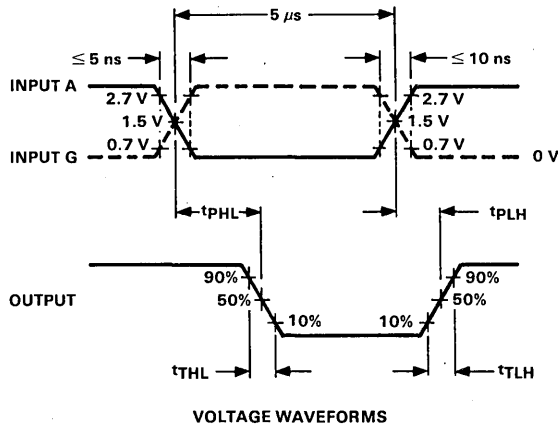 5 μs
≤ 5 ns
≤ 10 ns
INPUT A
2.7 V
2.7 V
1.5 V
1.5 V
INPUT G
0.7 V
0.7 V
0 V
tPHL
tPLH
90%
90%
OUTPUT
50%
50%
10%
10%
tTHL
tTLH
VOLTAGE WAVEFORMS